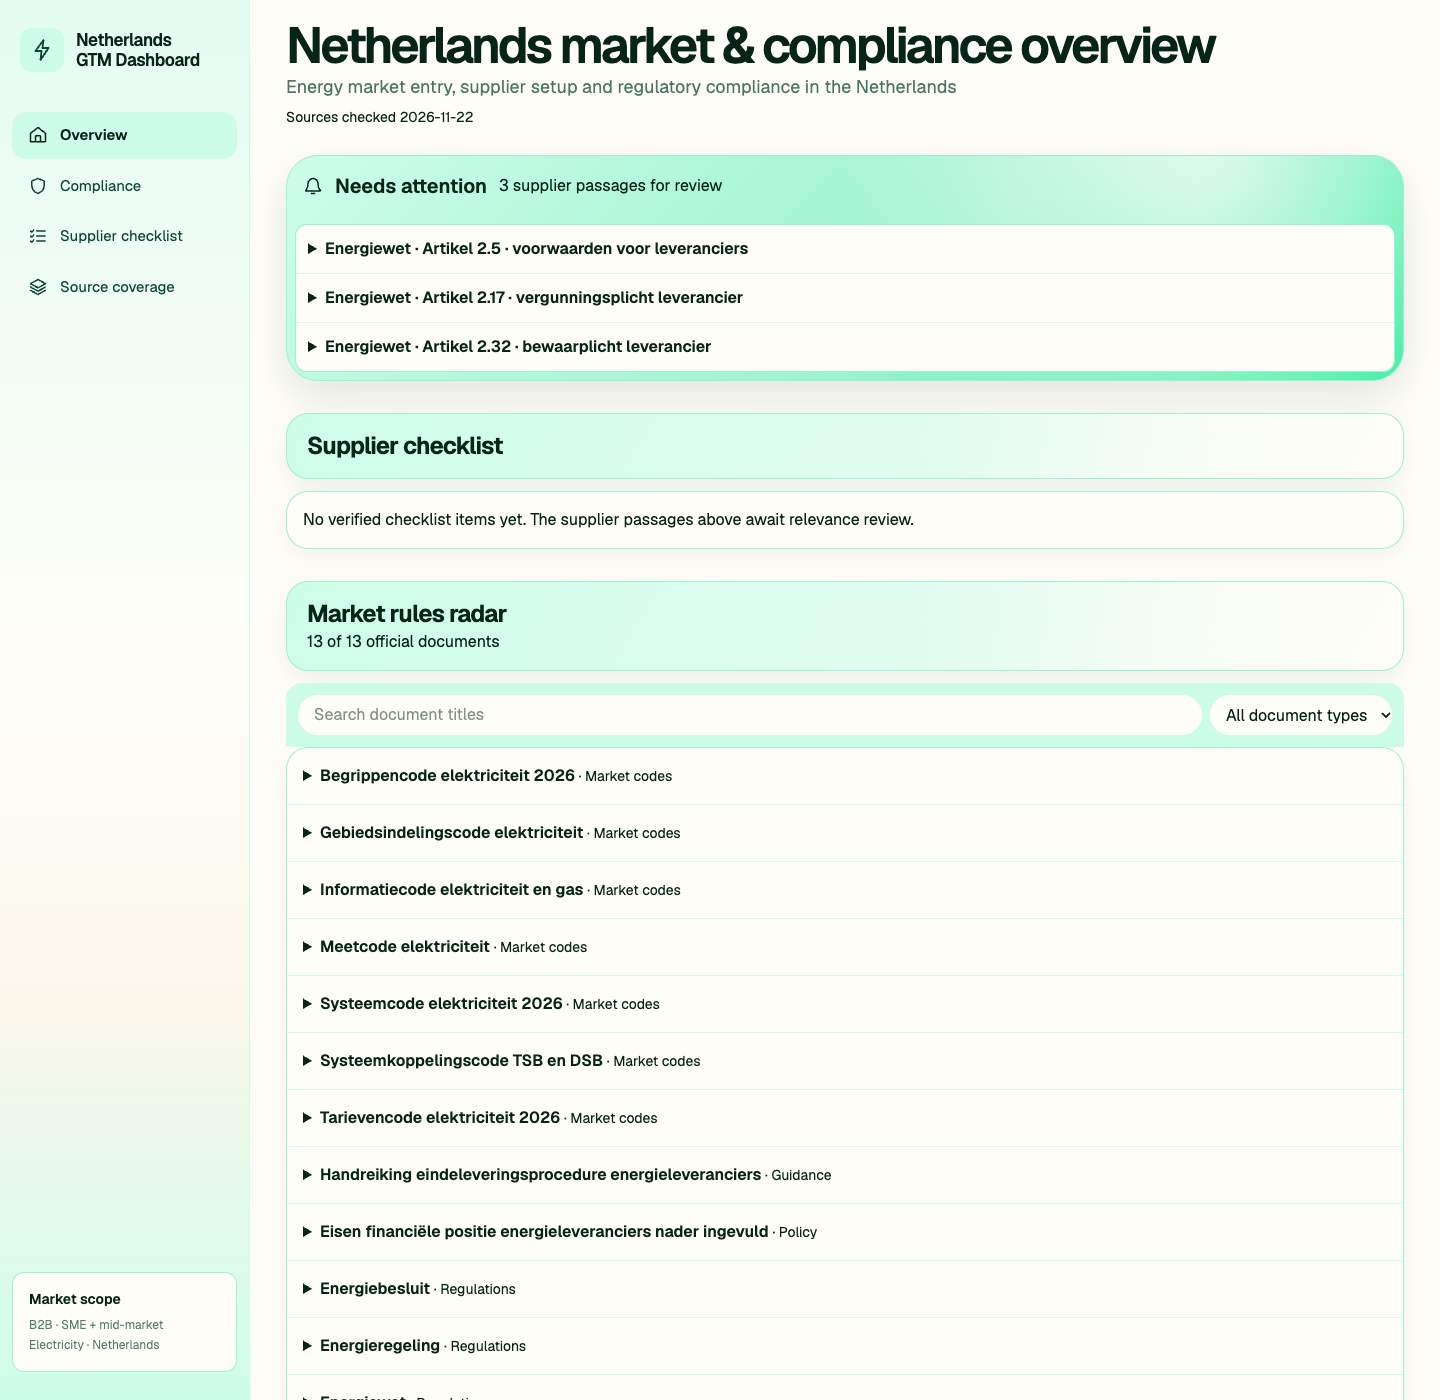 Netherlands
GTM Dashboard
Overview
Compliance
Supplier checklist
Source coverage
Market scope
B2B · SME + mid-market
Electricity · Netherlands
Netherlands market & compliance overview
Energy market entry, supplier setup and regulatory compliance in the Netherlands
Sources checked 2026-11-22
Needs attention 3 supplier passages for review
Energiewet · Artikel 2.5 · voorwaarden voor leveranciers
Energiewet · Artikel 2.17 · vergunningsplicht leverancier
Energiewet · Artikel 2.32 · bewaarplicht leverancier
Supplier checklist
No verified checklist items yet. The supplier passages above await relevance review.
Market rules radar
13 of 13 official documents
Search document titles
All document types
Begrippencode elektriciteit 2026 · Market codes
Gebiedsindelingscode elektriciteit · Market codes
Informatiecode elektriciteit en gas · Market codes
Meetcode elektriciteit · Market codes
Systeemcode elektriciteit 2026 · Market codes
Systeemkoppelingscode TSB en DSB · Market codes
Tarievencode elektriciteit 2026 · Market codes
Handreiking eindeleveringsprocedure energieleveranciers · Guidance
Eisen financiële positie energieleveranciers nader ingevuld · Policy
Energiebesluit · Regulations
Energieregeling · Regulations